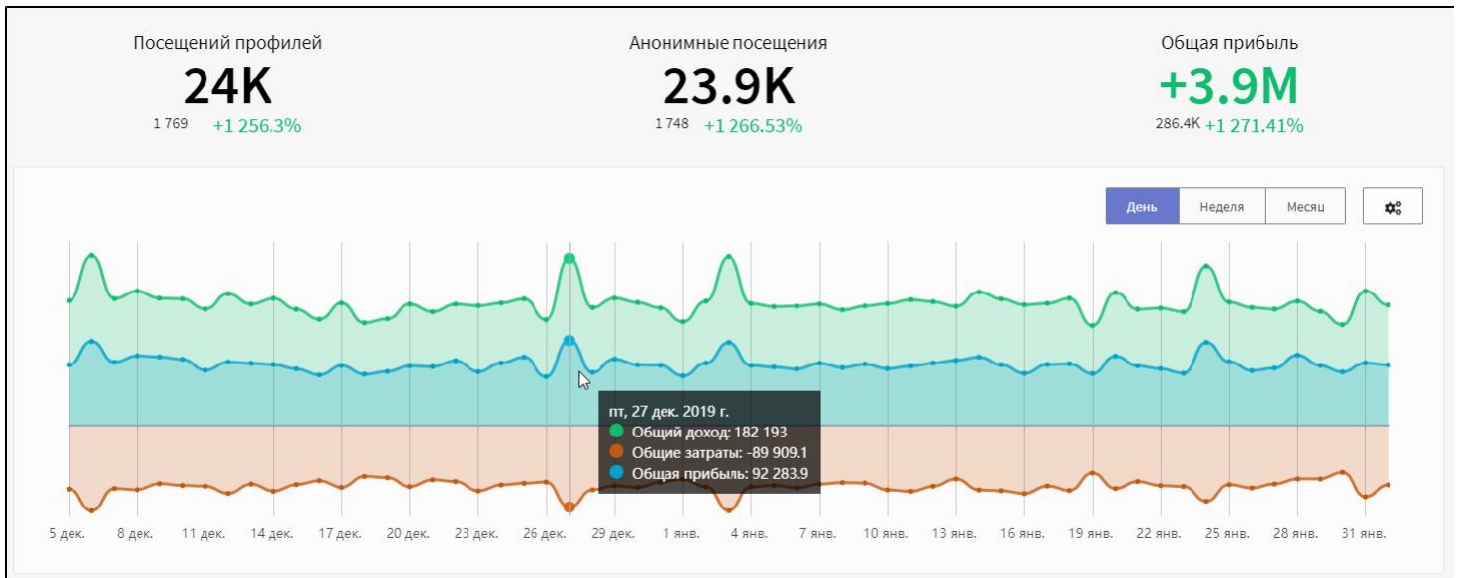 Посещений профилей
24K
1 769 +1 256.3%
Анонимные посещения
23.9K
1 748 +1 266.53%
Общая прибыль
+3.9M
286.4K +1 271.41%
День Неделя Месяц
пт, 27 дек. 2019 г.
Общий доход: 182 193
Общие затраты: -89 909.1
Общая прибыль: 92 283.9
5 дек. 8 дек. 11 дек. 14 дек. 17 дек. 20 дек. 23 дек. 26 дек. 29 дек. 1 янв. 4 янв. 7 янв. 10 янв. 13 янв. 16 янв. 19 янв. 22 янв. 25 янв. 28 янв. 31 янв.